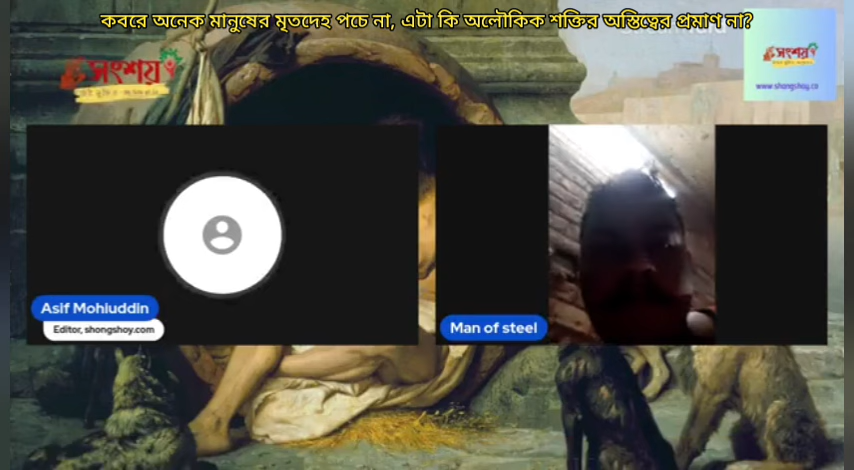 কবরে অনেক মানুষের মৃতদেহ পচে না, এটা কি অলৌকিক শক্তির অস্তিত্বের প্রমাণ না?
সংশয়
সংশয়
www.shongshoy.co
Asif Mohiuddin
Editor, shongshoy.com
Man of steel